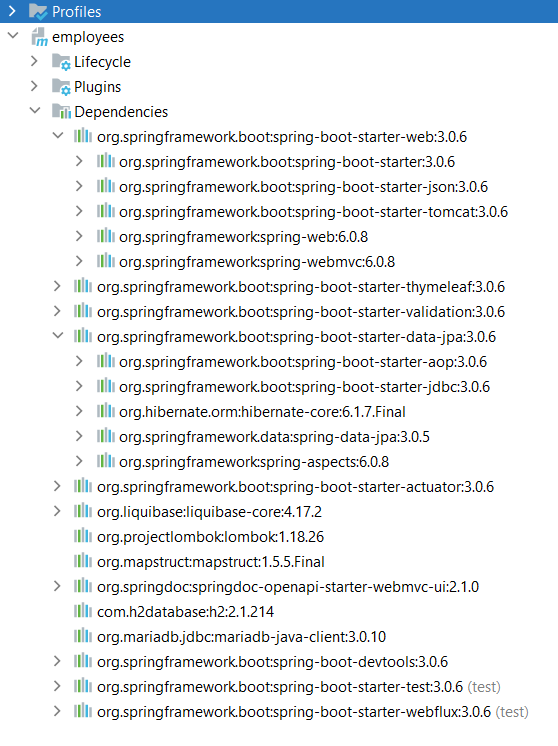 Profiles
employees
Lifecycle
Plugins
Dependencies
org.springframework.boot:spring-boot-starter-web:3.0.6
org.springframework.boot:spring-boot-starter:3.0.6
org.springframework.boot:spring-boot-starter-json:3.0.6
org.springframework.boot:spring-boot-starter-tomcat:3.0.6
org.springframework:spring-web:6.0.8
org.springframework:spring-webmvc:6.0.8
org.springframework.boot:spring-boot-starter-thymeleaf:3.0.6
org.springframework.boot:spring-boot-starter-validation:3.0.6
org.springframework.boot:spring-boot-starter-data-jpa:3.0.6
org.springframework.boot:spring-boot-starter-aop:3.0.6
org.springframework.boot:spring-boot-starter-jdbc:3.0.6
org.hibernate.orm:hibernate-core:6.1.7.Final
org.springframework.data:spring-data-jpa:3.0.5
org.springframework:spring-aspects:6.0.8
org.springframework.boot:spring-boot-starter-actuator:3.0.6
org.liquibase:liquibase-core:4.17.2
org.projectlombok:lombok:1.18.26
org.mapstruct:mapstruct:1.5.5.Final
org.springdoc:springdoc-openapi-starter-webmvc-ui:2.1.0
com.h2database:h2:2.1.214
org.mariadb.jdbc:mariadb-java-client:3.0.10
org.springframework.boot:spring-boot-devtools:3.0.6
org.springframework.boot:spring-boot-starter-test:3.0.6 (test)
org.springframework.boot:spring-boot-starter-webflux:3.0.6 (test)